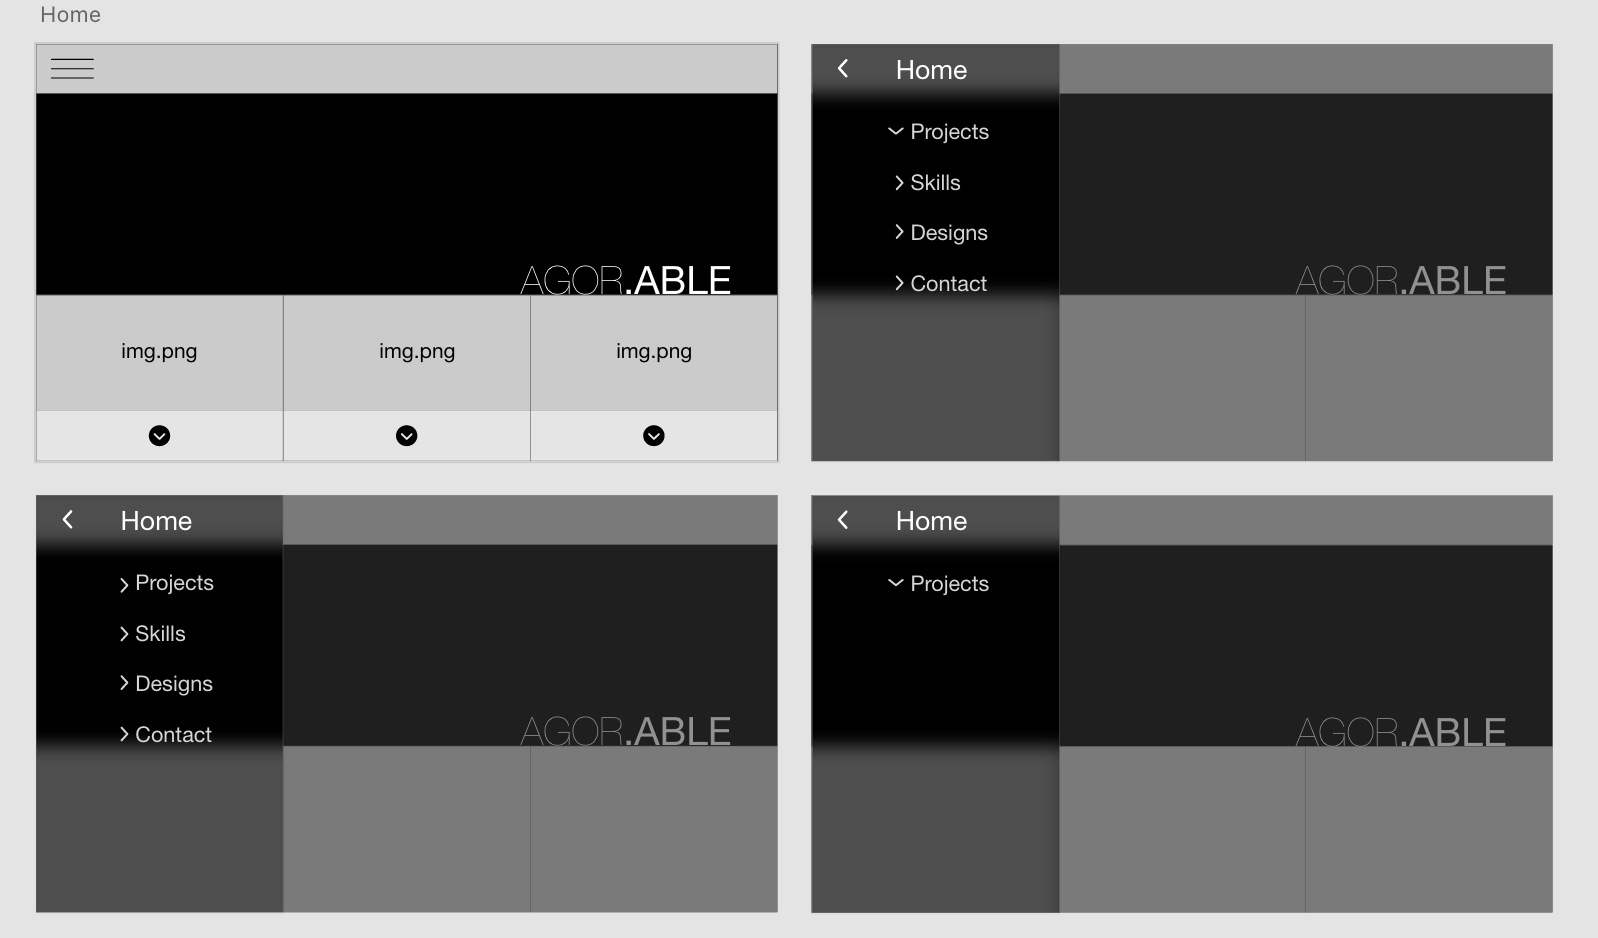 Home
AGOR.ABLE
img.png
img.png
img.png
Home
Projects
Skills
Designs
Contact
AGOR.ABLE
Home
Projects
Skills
Designs
Contact
AGOR.ABLE
Home
Projects
AGOR.ABLE